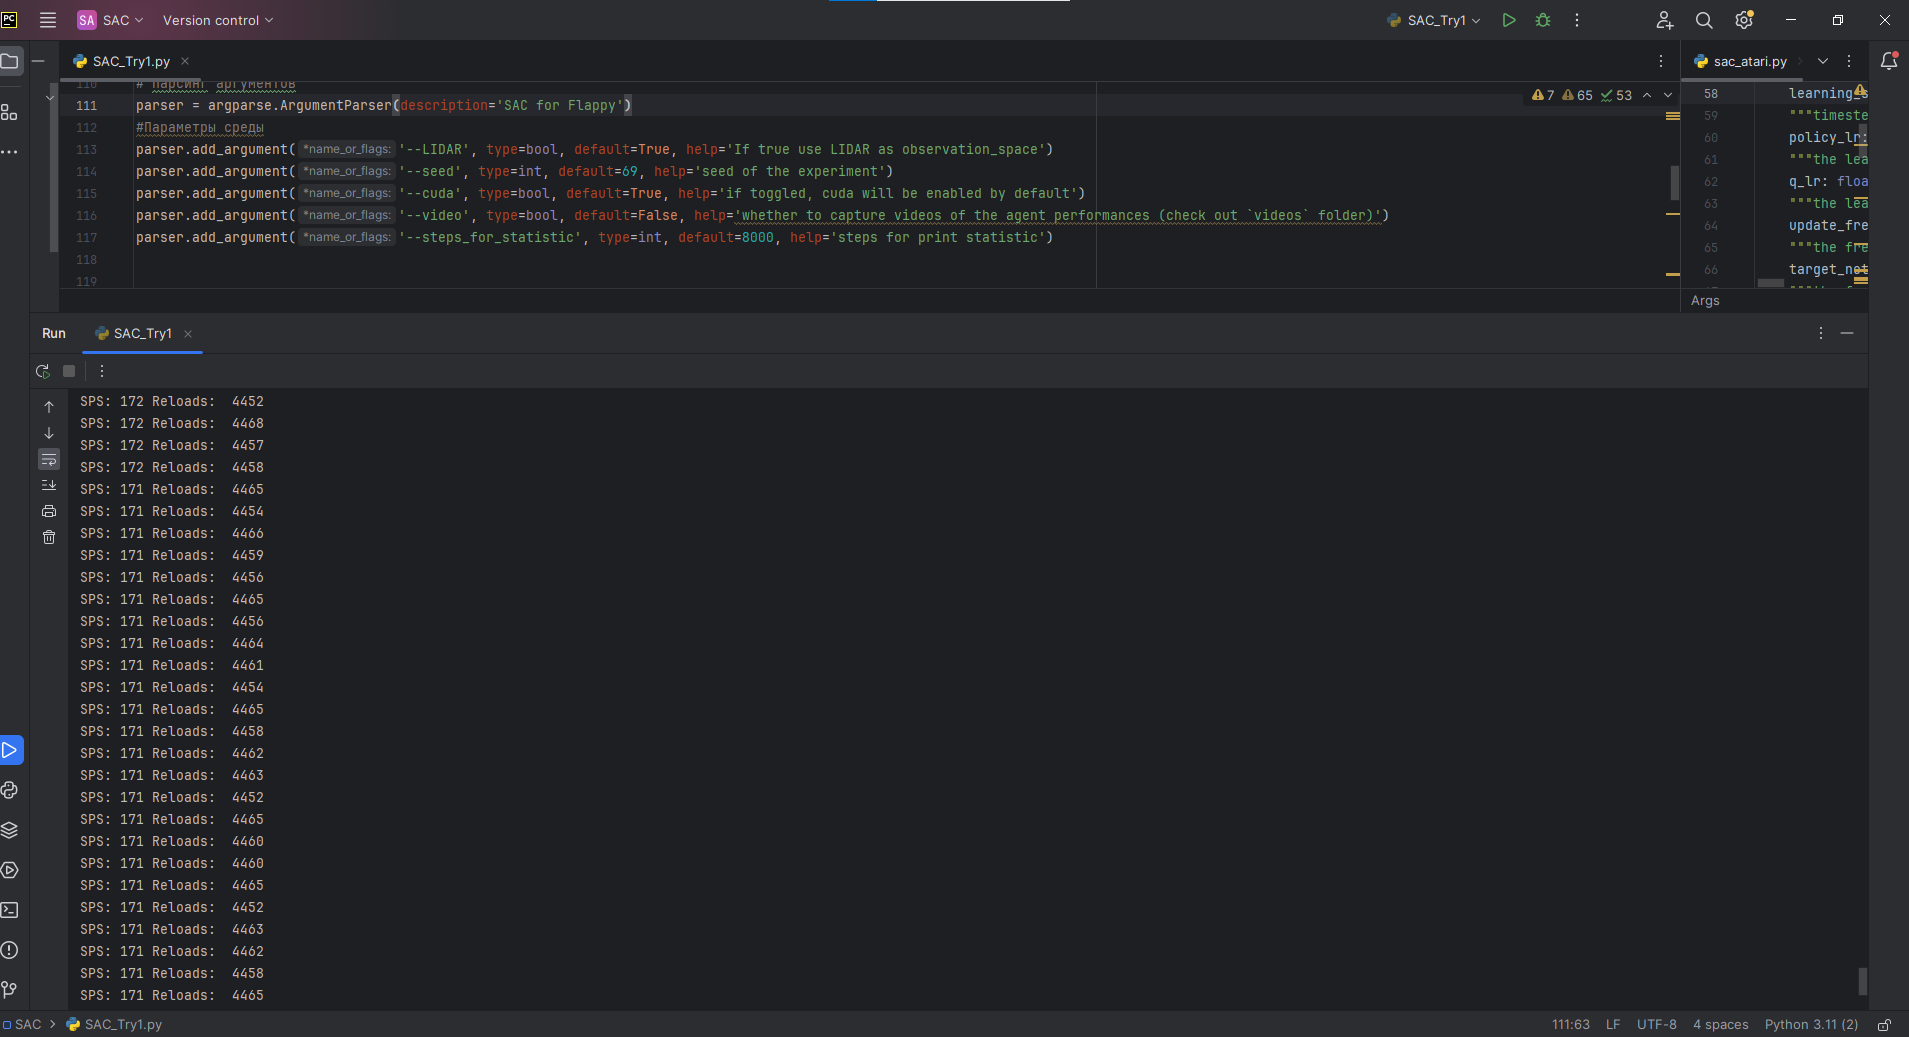 PC SA SAC Version control SAC_Try1
SAC_Try1.py
sac_atari.py
110 # Парсинг аргументов
111 parser = argparse.ArgumentParser(description='SAC for Flappy')
7 65 53
112 #Параметры среды
113 parser.add_argument( *name_or_flags: '--LIDAR', type=bool, default=True, help='If true use LIDAR as observation_space')
114 parser.add_argument( *name_or_flags: '--seed', type=int, default=69, help='seed of the experiment')
115 parser.add_argument( *name_or_flags: '--cuda', type=bool, default=True, help='if toggled, cuda will be enabled by default')
116 parser.add_argument( *name_or_flags: '--video', type=bool, default=False, help='whether to capture videos of the agent performances (check out `videos` folder)')
117 parser.add_argument( *name_or_flags: '--steps_for_statistic', type=int, default=8000, help='steps for print statistic')
118
119
58 learning_s
59 """timeste
60 policy_lr:
61 """the lea
62 q_lr: floa
63 """the lea
64 update_fre
65 """the fre
66 target_net
Args
Run SAC_Try1
SPS: 172 Reloads:  4452
SPS: 172 Reloads:  4468
SPS: 172 Reloads:  4457
SPS: 172 Reloads:  4458
SPS: 171 Reloads:  4465
SPS: 171 Reloads:  4454
SPS: 171 Reloads:  4466
SPS: 171 Reloads:  4459
SPS: 171 Reloads:  4456
SPS: 171 Reloads:  4465
SPS: 171 Reloads:  4456
SPS: 171 Reloads:  4464
SPS: 171 Reloads:  4461
SPS: 171 Reloads:  4454
SPS: 171 Reloads:  4465
SPS: 171 Reloads:  4458
SPS: 171 Reloads:  4462
SPS: 171 Reloads:  4463
SPS: 171 Reloads:  4452
SPS: 171 Reloads:  4465
SPS: 171 Reloads:  4460
SPS: 171 Reloads:  4460
SPS: 171 Reloads:  4465
SPS: 171 Reloads:  4452
SPS: 171 Reloads:  4463
SPS: 171 Reloads:  4462
SPS: 171 Reloads:  4458
SPS: 171 Reloads:  4465
SAC > SAC_Try1.py
111:63 LF UTF-8 4 spaces Python 3.11 (2)